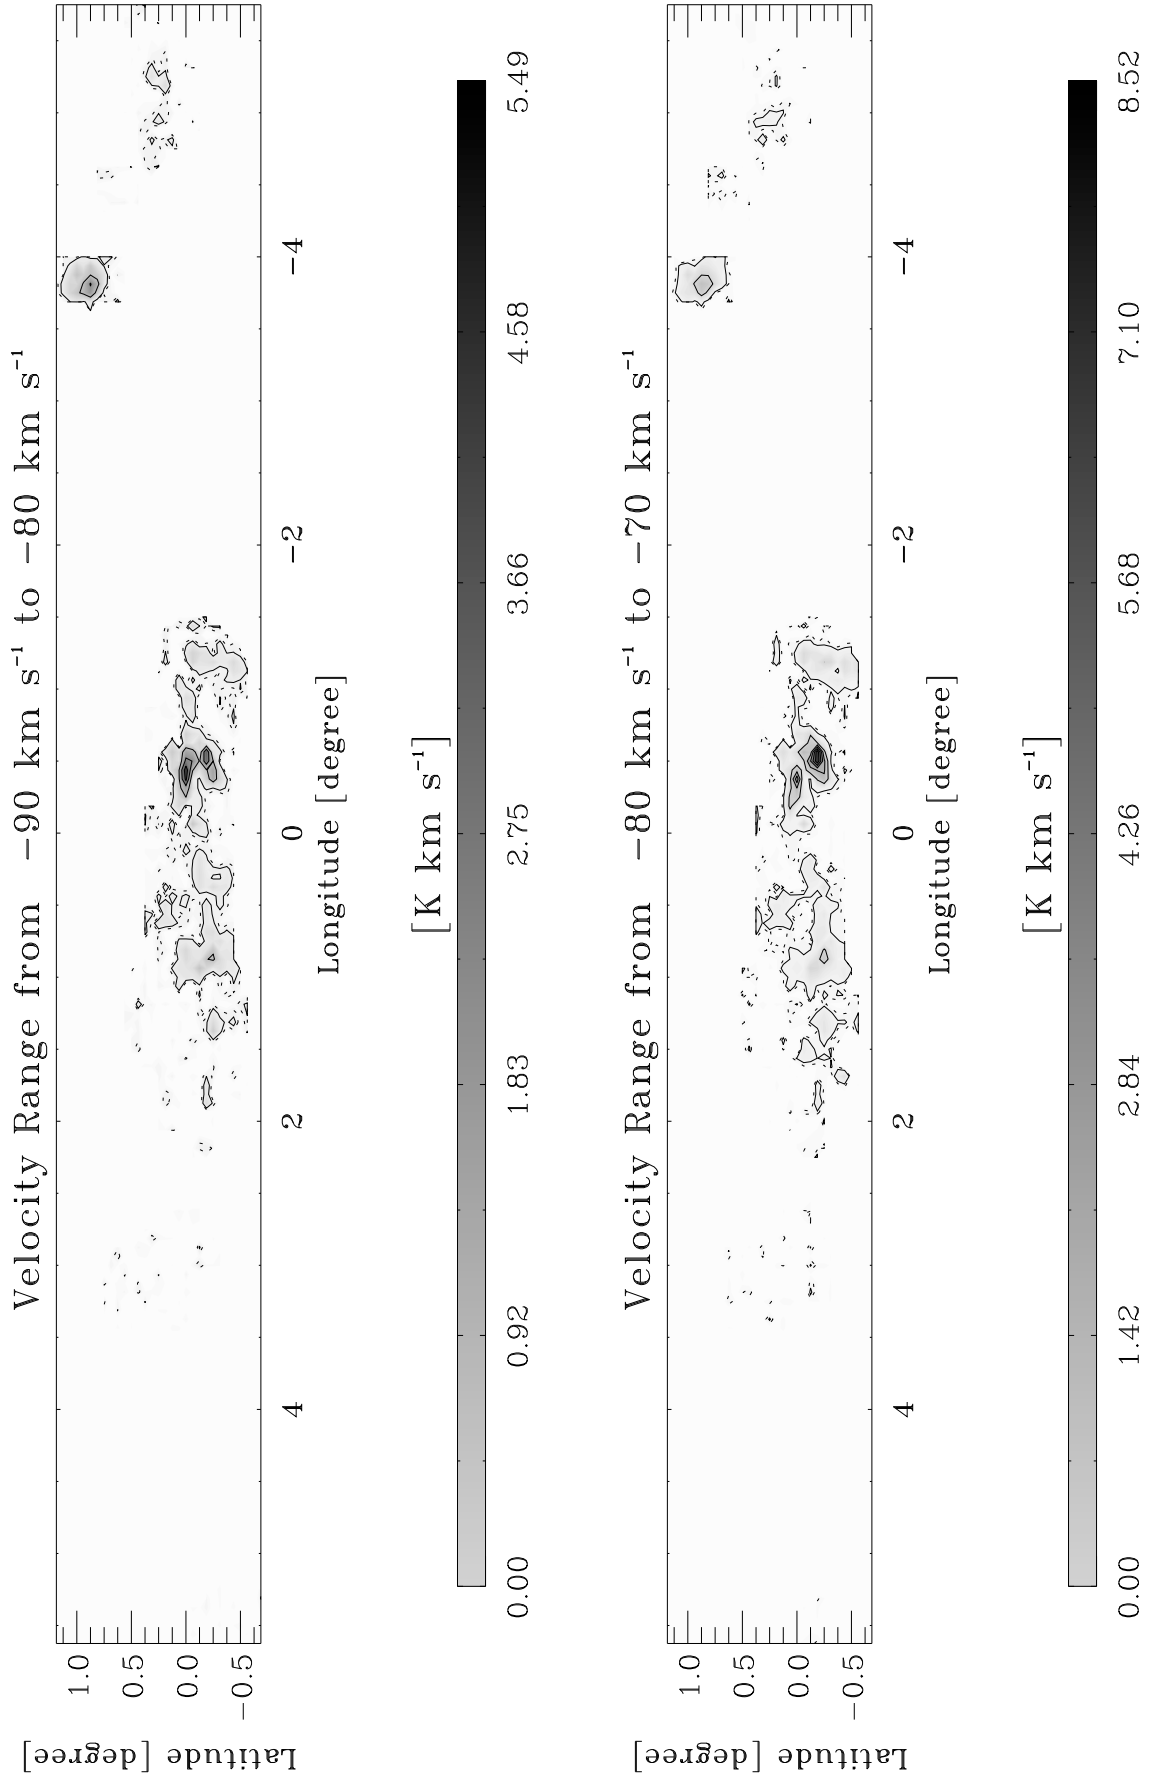 Velocity Range from −90 km s⁻¹ to −80 km s⁻¹
Latitude [degree]
1.0
0.5
0.0
−0.5
4 2 0 −2 −4
Longitude [degree]
[K km s⁻¹]
0.00 0.92 1.83 2.75 3.66 4.58 5.49
Velocity Range from −80 km s⁻¹ to −70 km s⁻¹
Latitude [degree]
1.0
0.5
0.0
−0.5
4 2 0 −2 −4
Longitude [degree]
[K km s⁻¹]
0.00 1.42 2.84 4.26 5.68 7.10 8.52